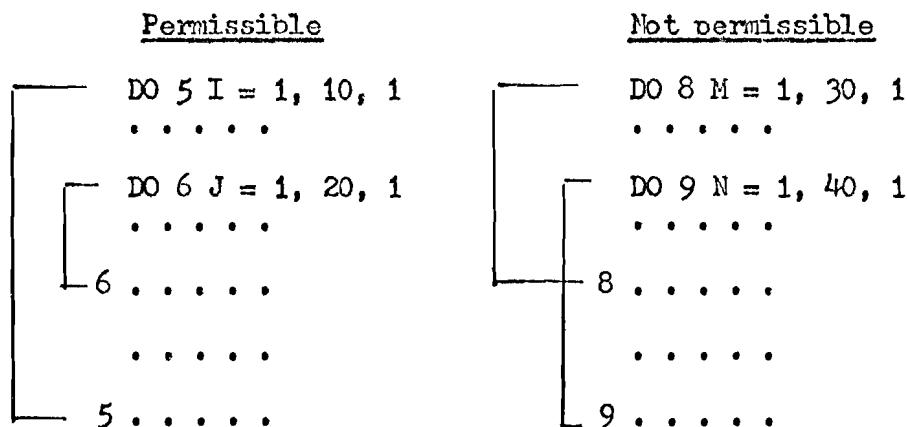 Permissible
DO 5 I = 1, 10, 1
. . . . .
DO 6 J = 1, 20, 1
. . . . .
6 . . . . .
. . . . .
5 . . . . .
Not permissible
DO 8 M = 1, 30, 1
. . . . .
DO 9 N = 1, 40, 1
. . . . .
8 . . . . .
. . . . .
9 . . . . .